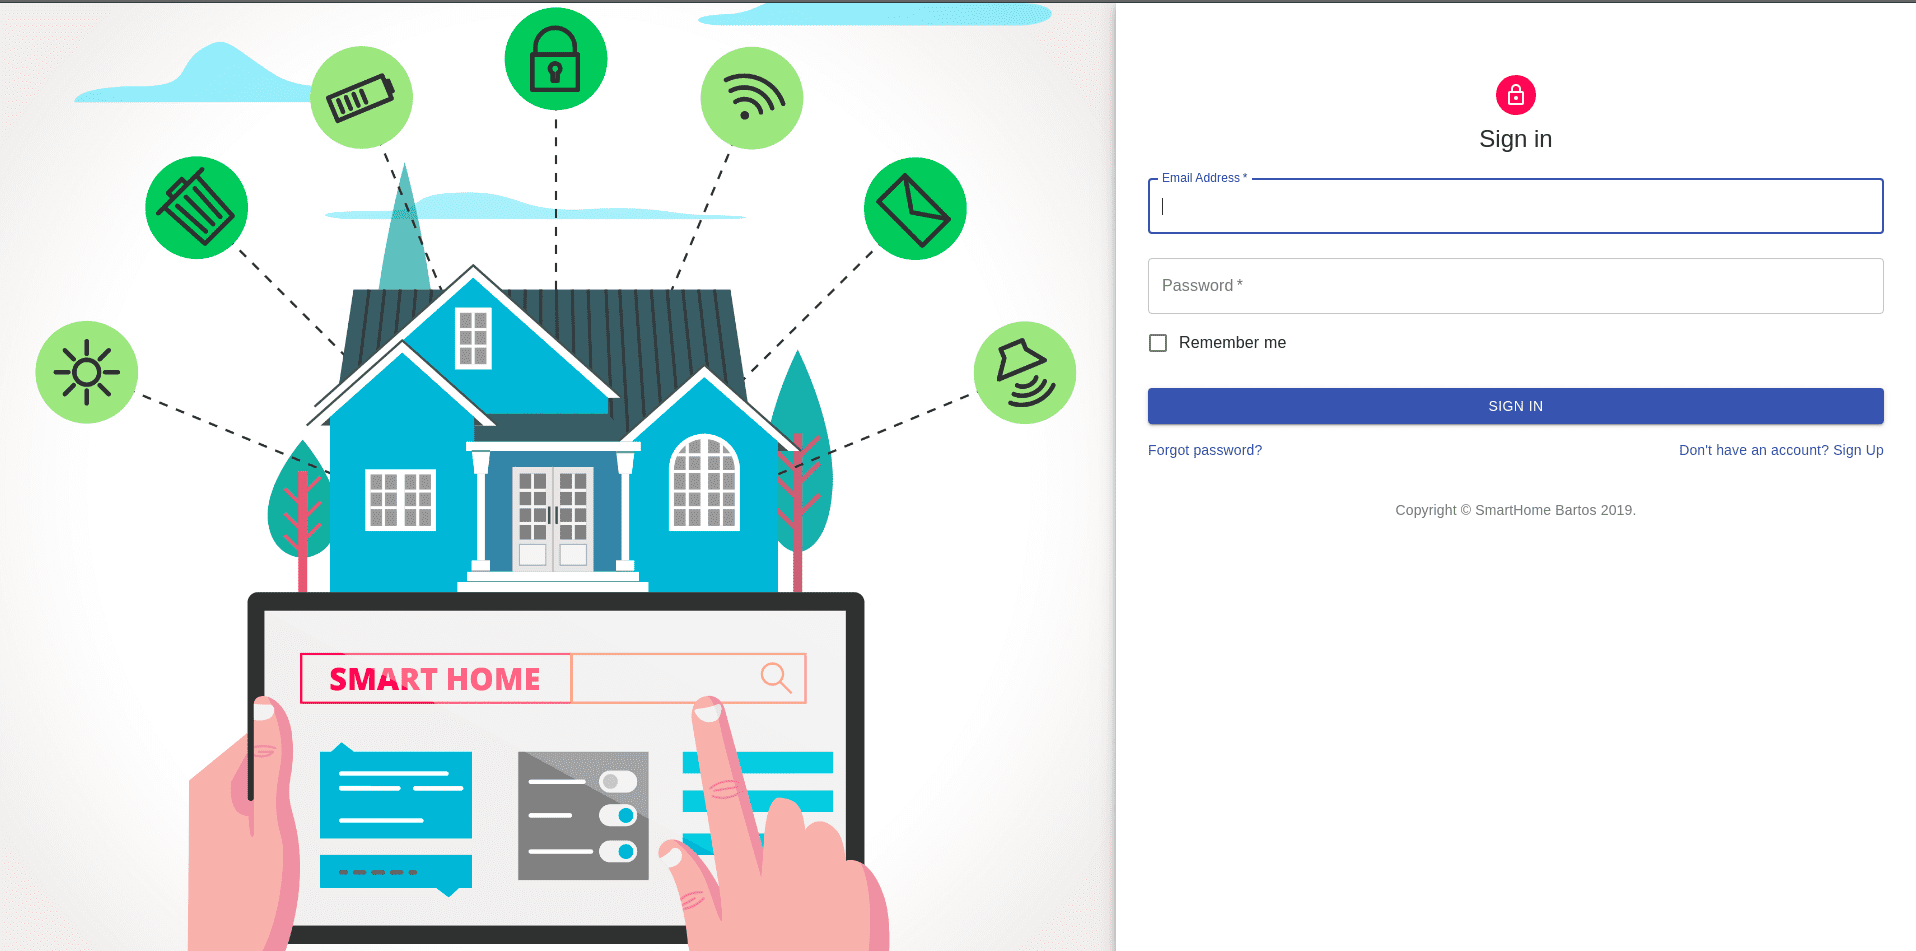 SMART HOME
Sign in
Email Address *
Password *
Remember me
SIGN IN
Forgot password?
Don't have an account? Sign Up
Copyright © SmartHome Bartos 2019.